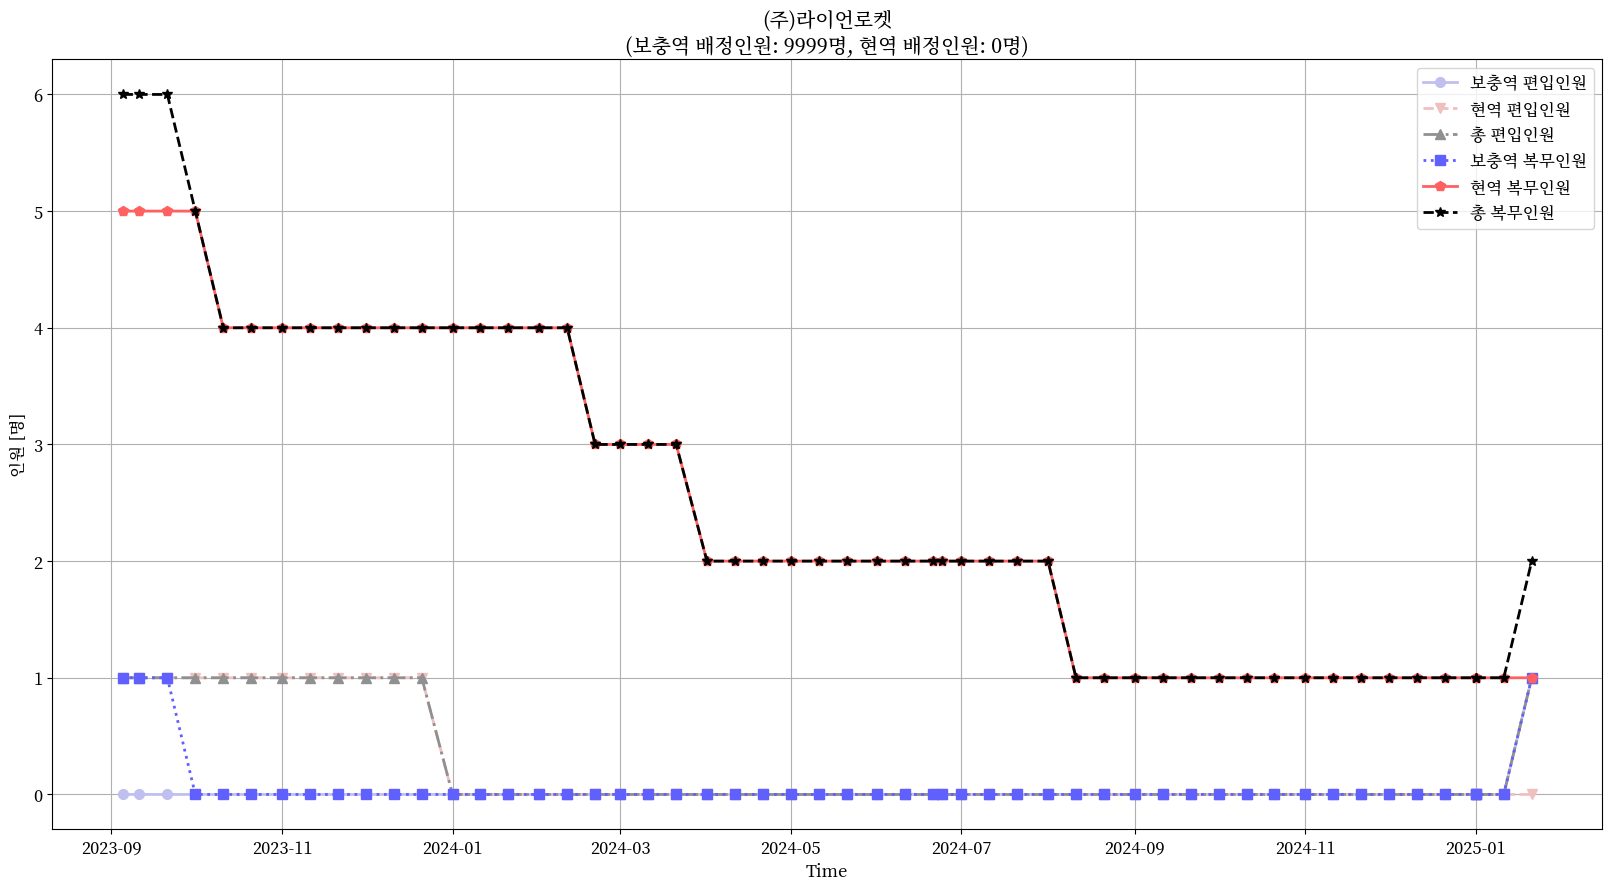 (주)라이언로켓
(보충역 배정인원: 9999명, 현역 배정인원: 0명)
보충역 편입인원
현역 편입인원
총 편입인원
보충역 복무인원
현역 복무인원
총 복무인원
인원 [명]
6
5
4
3
2
1
0
2023-09 2023-11 2024-01 2024-03 2024-05 2024-07 2024-09 2024-11 2025-01
Time